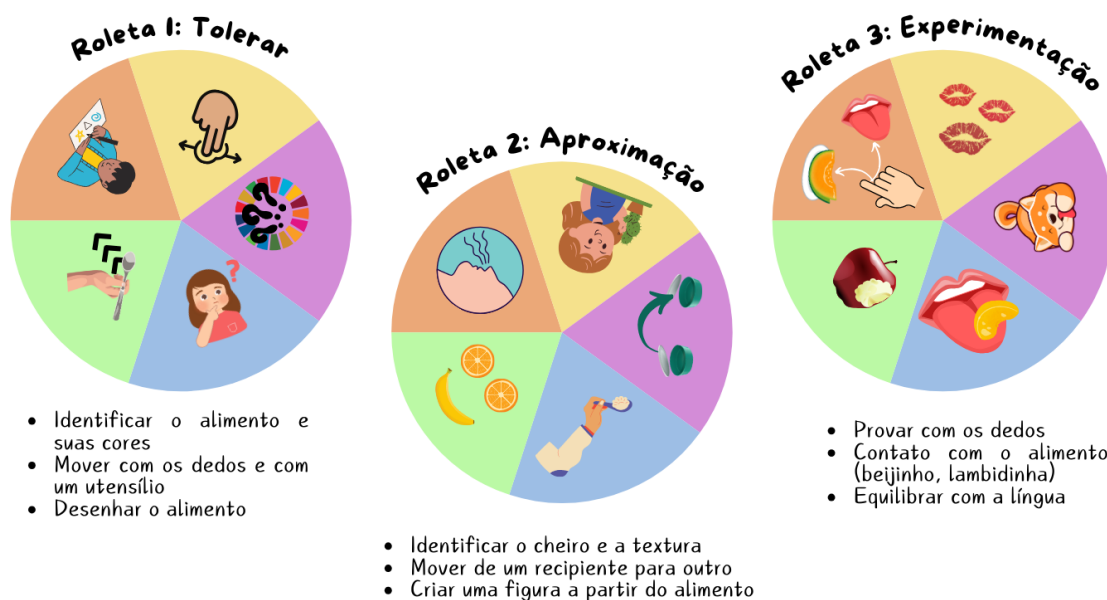 Roleta 1: Tolerar
• Identificar o alimento e
suas cores
• Mover com os dedos e com
um utensílio
• Desenhar o alimento
Roleta 2: Aproximação
• Identificar o cheiro e a textura
• Mover de um recipiente para outro
• Criar uma figura a partir do alimento
Roleta 3: Experimentação
• Provar com os dedos
• Contato com o alimento
(beijinho, lambidinha)
• Equilibrar com a língua